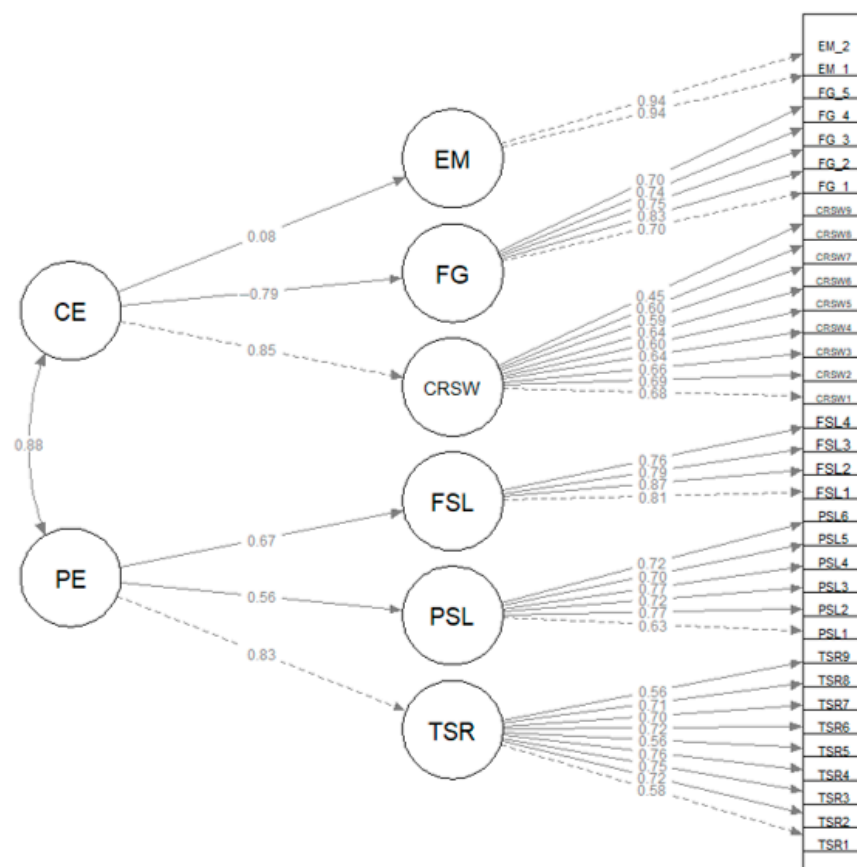 EM_2
EM_1
FG_5
FG_4
FG_3
FG_2
FG_1
CRSW9
CRSW8
CRSW7
CRSW6
CRSW5
CRSW4
CRSW3
CRSW2
CRSW1
FSL4
FSL3
FSL2
FSL1
PSL6
PSL5
PSL4
PSL3
PSL2
PSL1
TSR9
TSR8
TSR7
TSR6
TSR5
TSR4
TSR3
TSR2
TSR1
EM
FG
CRSW
FSL
PSL
TSR
CE
PE
0.94
0.94
0.70
0.74
0.75
0.83
0.70
0.45
0.60
0.59
0.64
0.60
0.64
0.66
0.69
0.68
0.76
0.79
0.87
0.81
0.72
0.70
0.77
0.72
0.77
0.63
0.56
0.71
0.70
0.72
0.56
0.76
0.75
0.72
0.58
0.08
0.79
0.85
0.88
0.67
0.56
0.83